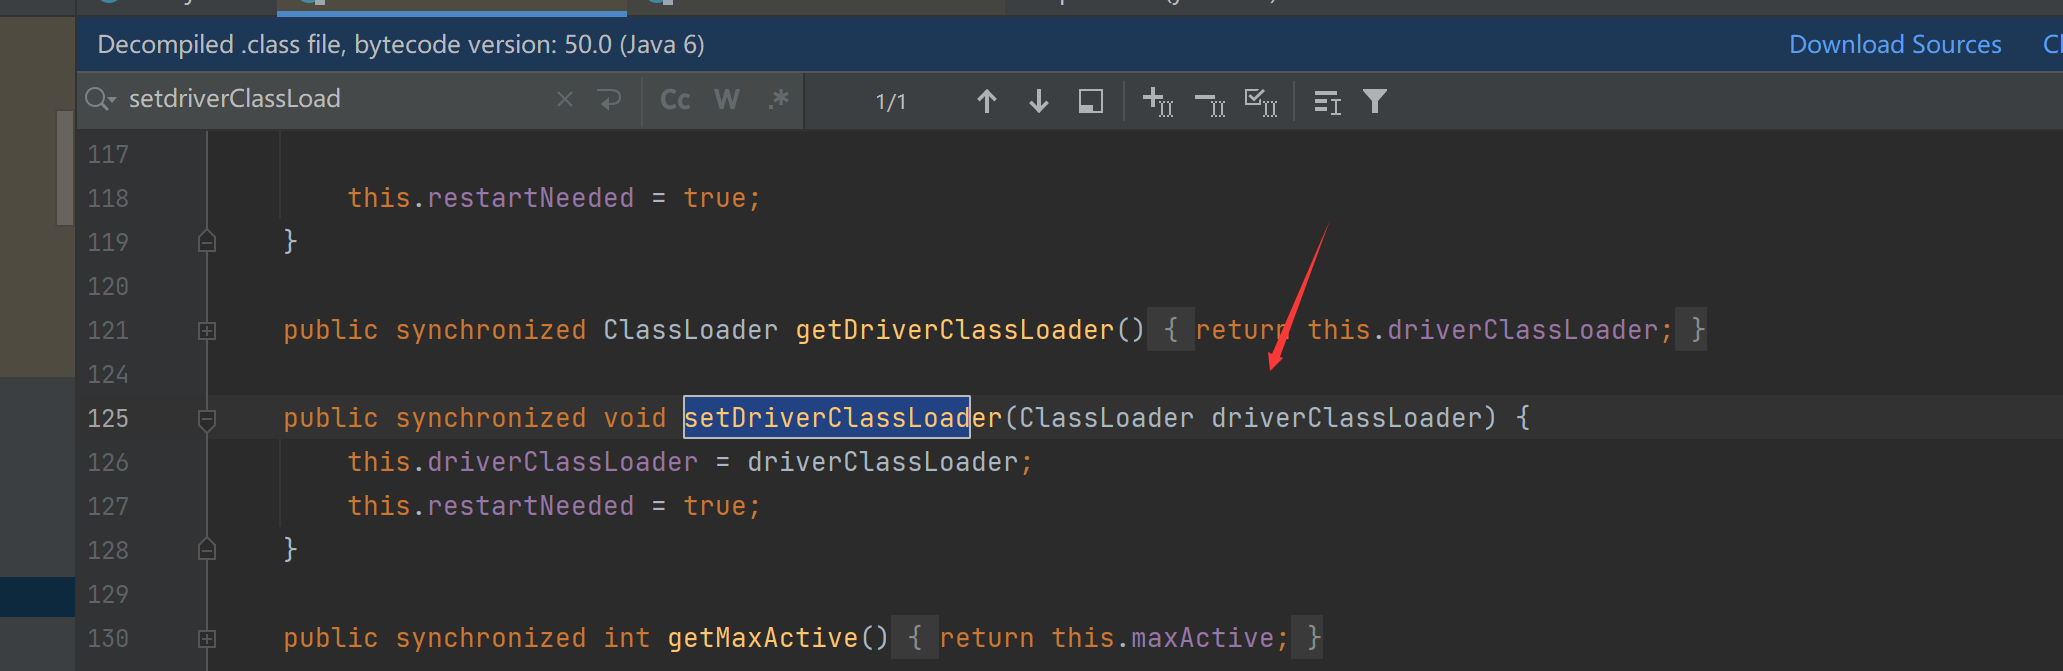 Decompiled .class file, bytecode version: 50.0 (Java 6) Download Sources
setdriverClassLoad Cc W .* 1/1
117
118 this.restartNeeded = true;
119 }
120
121 public synchronized ClassLoader getDriverClassLoader() { return this.driverClassLoader; }
124
125 public synchronized void setDriverClassLoader(ClassLoader driverClassLoader) {
126 this.driverClassLoader = driverClassLoader;
127 this.restartNeeded = true;
128 }
129
130 public synchronized int getMaxActive() { return this.maxActive; }